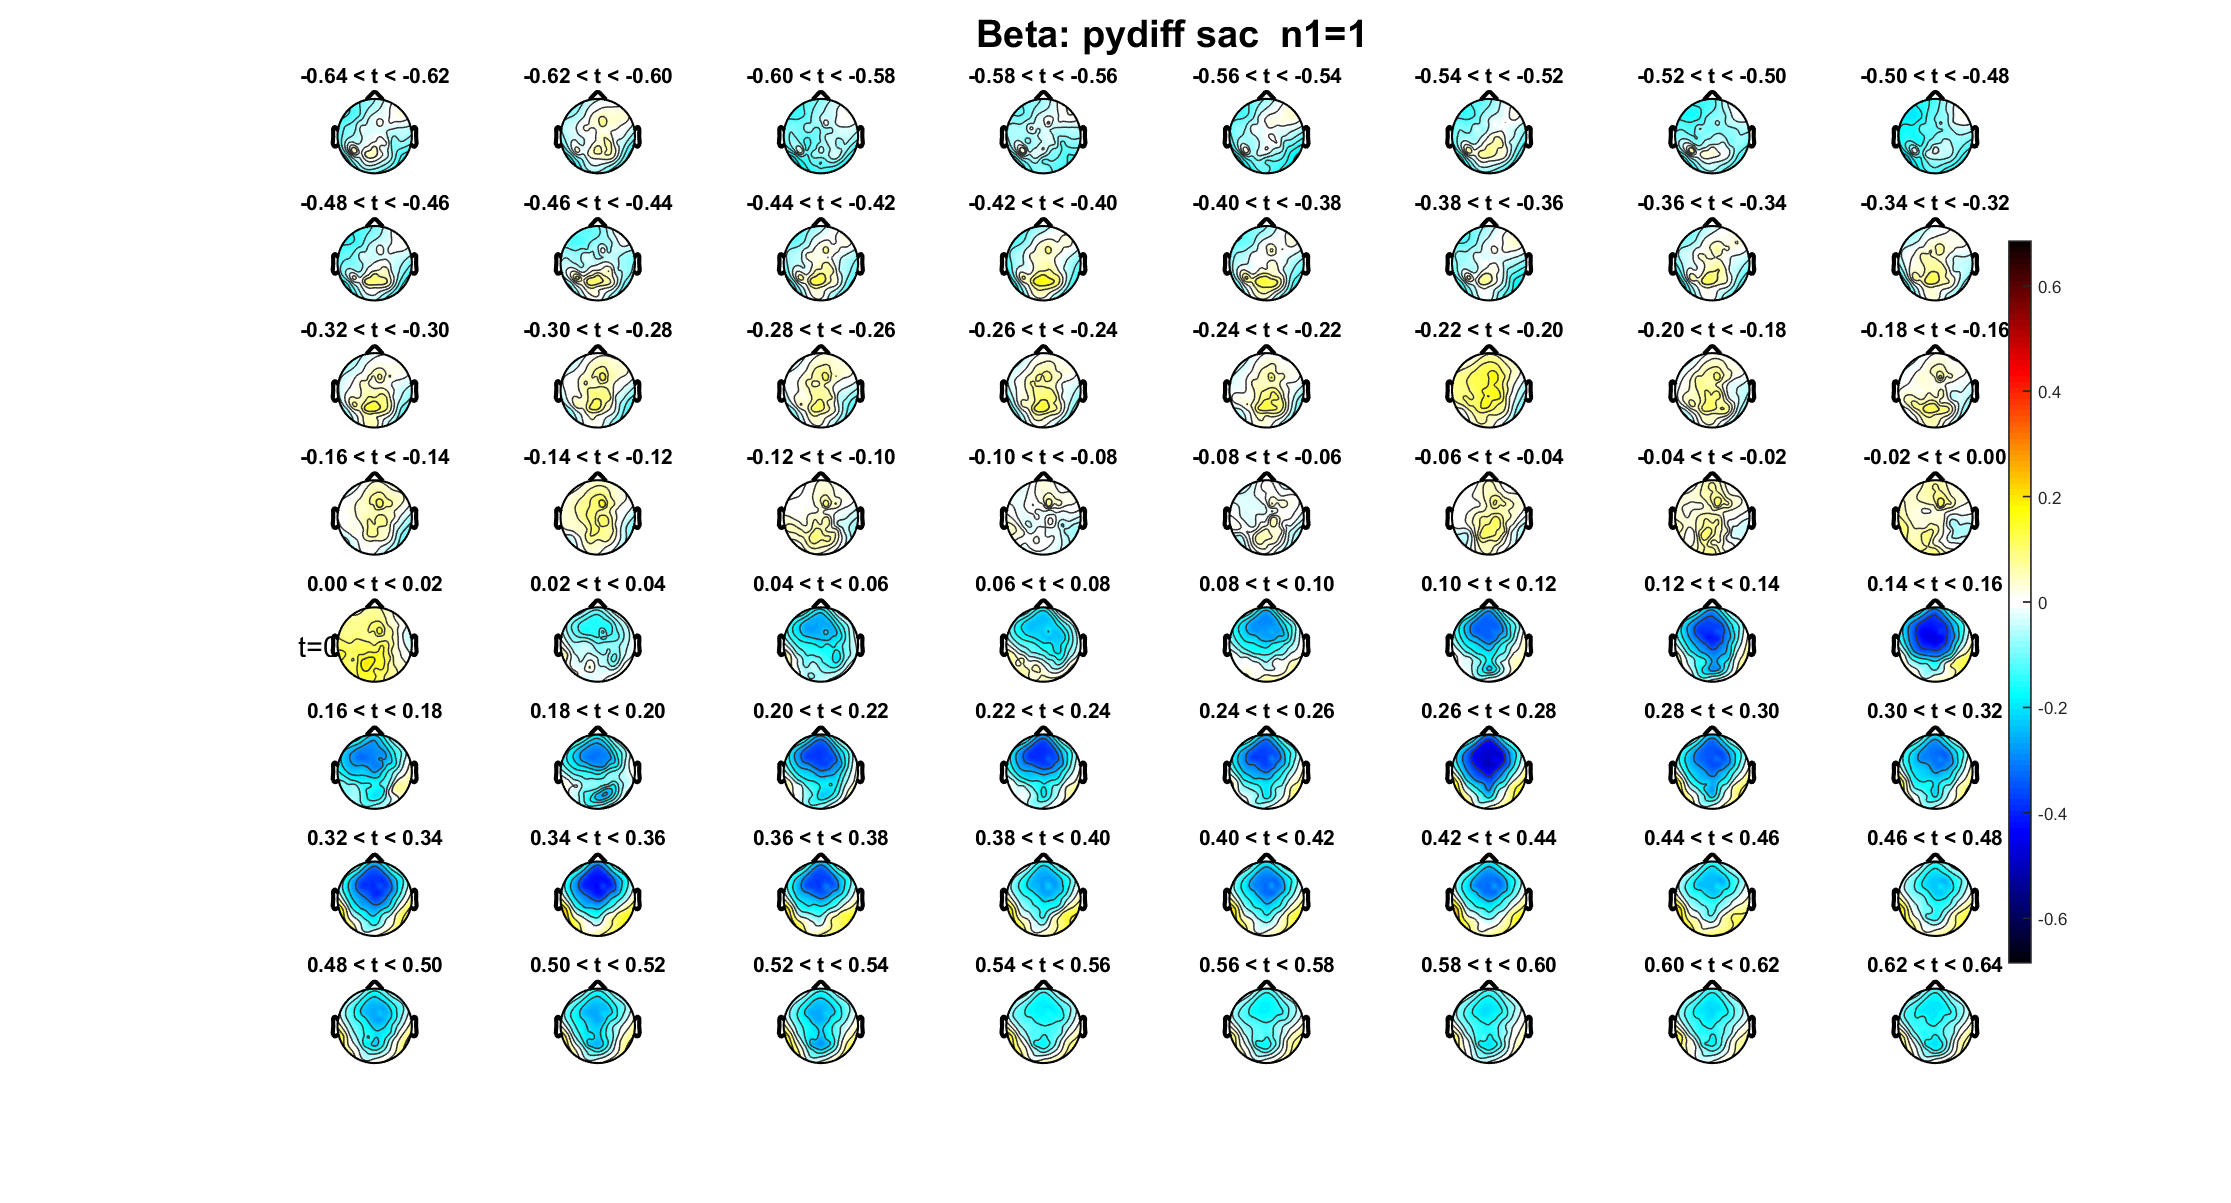 Beta: pydiff sac  n1=1
-0.64 < t < -0.62 -0.62 < t < -0.60 -0.60 < t < -0.58 -0.58 < t < -0.56 -0.56 < t < -0.54 -0.54 < t < -0.52 -0.52 < t < -0.50 -0.50 < t < -0.48
-0.48 < t < -0.46 -0.46 < t < -0.44 -0.44 < t < -0.42 -0.42 < t < -0.40 -0.40 < t < -0.38 -0.38 < t < -0.36 -0.36 < t < -0.34 -0.34 < t < -0.32
0.6
-0.32 < t < -0.30 -0.30 < t < -0.28 -0.28 < t < -0.26 -0.26 < t < -0.24 -0.24 < t < -0.22 -0.22 < t < -0.20 -0.20 < t < -0.18 -0.18 < t < -0.16
0.4
-0.16 < t < -0.14 -0.14 < t < -0.12 -0.12 < t < -0.10 -0.10 < t < -0.08 -0.08 < t < -0.06 -0.06 < t < -0.04 -0.04 < t < -0.02 -0.02 < t < 0.00
0.2
0.00 < t < 0.02 0.02 < t < 0.04 0.04 < t < 0.06 0.06 < t < 0.08 0.08 < t < 0.10 0.10 < t < 0.12 0.12 < t < 0.14 0.14 < t < 0.16
0
t=0
0.16 < t < 0.18 0.18 < t < 0.20 0.20 < t < 0.22 0.22 < t < 0.24 0.24 < t < 0.26 0.26 < t < 0.28 0.28 < t < 0.30 0.30 < t < 0.32
-0.2
0.32 < t < 0.34 0.34 < t < 0.36 0.36 < t < 0.38 0.38 < t < 0.40 0.40 < t < 0.42 0.42 < t < 0.44 0.44 < t < 0.46 0.46 < t < 0.48
-0.4
-0.6
0.48 < t < 0.50 0.50 < t < 0.52 0.52 < t < 0.54 0.54 < t < 0.56 0.56 < t < 0.58 0.58 < t < 0.60 0.60 < t < 0.62 0.62 < t < 0.64